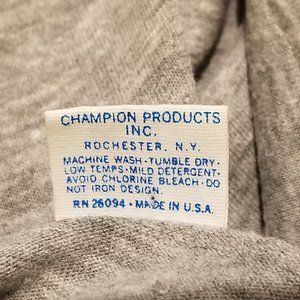 CHAMPION PRODUCTS
INC.
ROCHESTER, N.Y.
MACHINE WASH·TUMBLE DRY·
LOW TEMPS·MILD DETERGENT·
AVOID CHLORINE BLEACH·DO
NOT IRON DESIGN.
RN 26094 · MADE IN U.S.A.